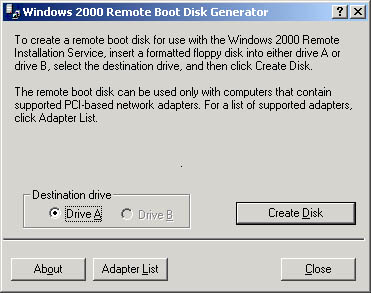 Windows 2000 Remote Boot Disk Generator
To create a remote boot disk for use with the Windows 2000 Remote
Installation Service, insert a formatted floppy disk into either drive A or
drive B, select the destination drive, and then click Create Disk.
The remote boot disk can be used only with computers that contain
supported PCI-based network adapters. For a list of supported adapters,
click Adapter List.
.
Destination drive
Drive A
Drive B
Create Disk
About
Adapter List
Close